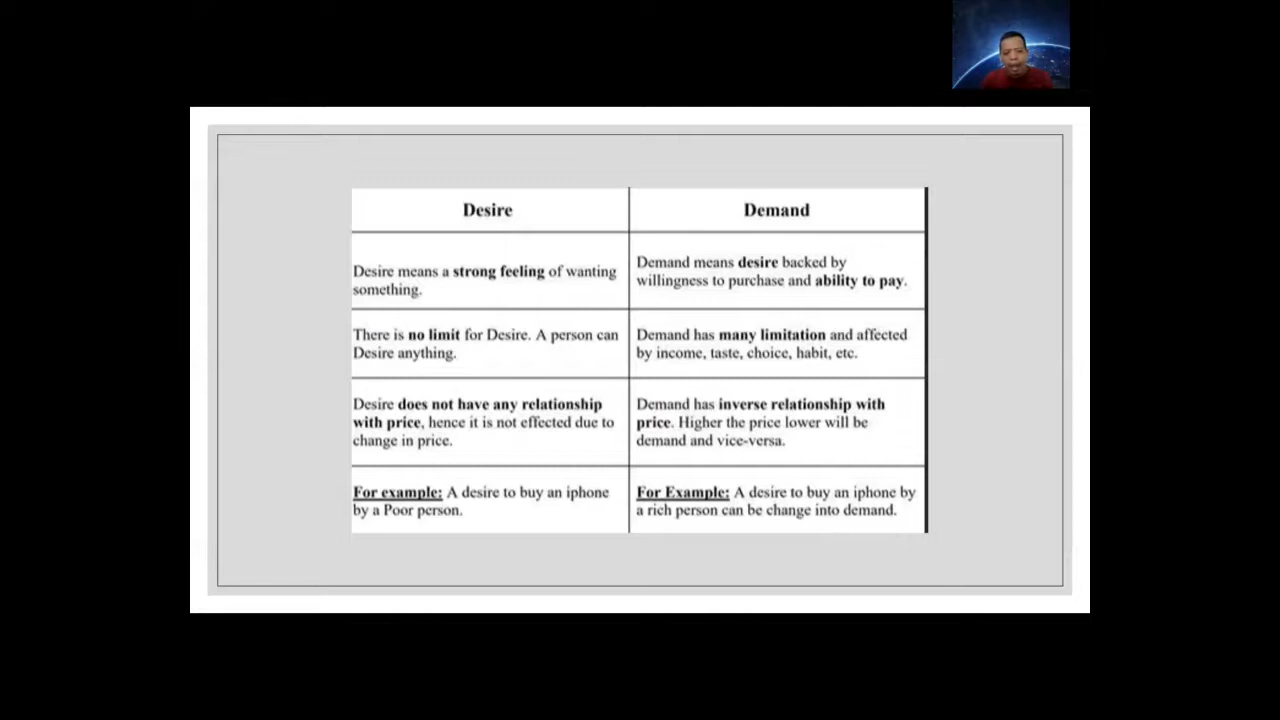 Desire
Demand
Desire means a strong feeling of wanting
something.
Demand means desire backed by
willingness to purchase and ability to pay.
There is no limit for Desire. A person can
Desire anything.
Demand has many limitation and affected
by income, taste, choice, habit, etc.
Desire does not have any relationship
with price, hence it is not effected due to
change in price.
Demand has inverse relationship with
price. Higher the price lower will be
demand and vice-versa.
For example: A desire to buy an iphone
by a Poor person.
For Example: A desire to buy an iphone by
a rich person can be change into demand.